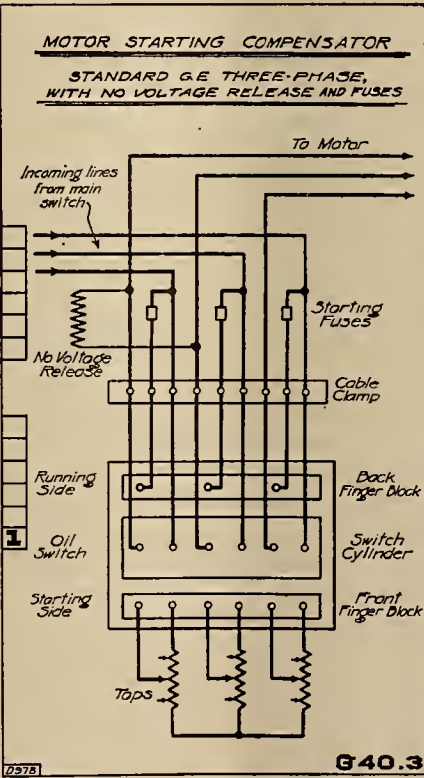 MOTOR STARTING COMPENSATOR
STANDARD G.E. THREE-PHASE,
WITH NO VOLTAGE RELEASE AND FUSES
To Motor
Incoming lines
from main
switch
Starting
Fuses
No Voltage
Release
Cable
Clamp
Running
Side
Back
Finger Block
1
Oil
Switch
Switch
Cylinder
Starting
Side
Front
Finger Block
Taps
D978
G40.3